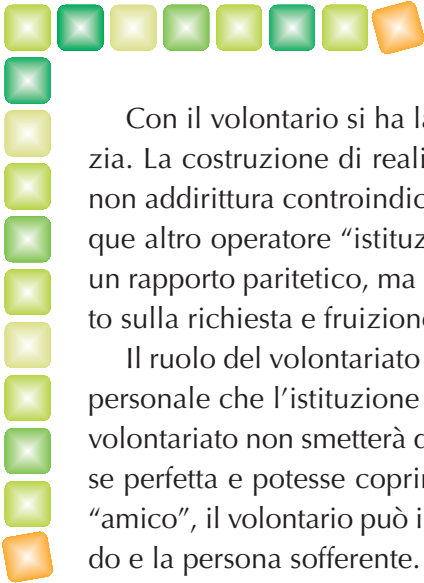 Con il volontario si ha la
zia. La costruzione di reali
non addirittura controindic
que altro operatore “istituz
un rapporto paritetico, ma
to sulla richiesta e fruizione
Il ruolo del volontariato
personale che l’istituzione
volontariato non smetterà d
se perfetta e potesse coprir
“amico”, il volontario può i
do e la persona sofferente.